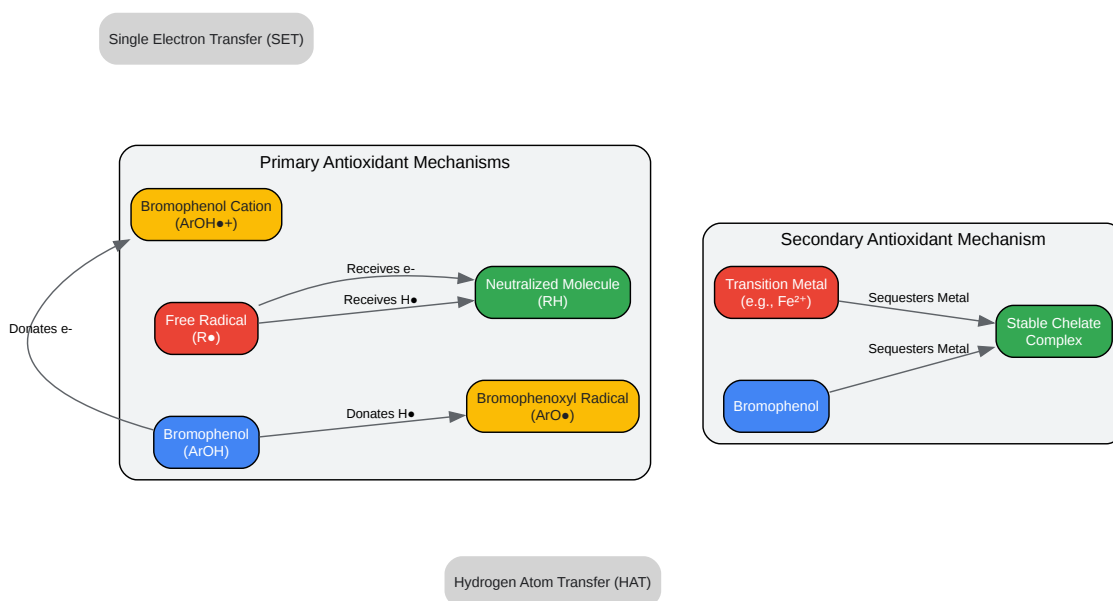 Single Electron Transfer (SET)
Primary Antioxidant Mechanisms
Bromophenol Cation
(ArOH●+)
Receives e-
Neutralized Molecule
(RH)
Receives H●
Free Radical
(R●)
Donates e-
Bromophenoxyl Radical
(ArO●)
Donates H●
Bromophenol
(ArOH)
Secondary Antioxidant Mechanism
Transition Metal
(e.g., Fe²⁺)
Sequesters Metal
Stable Chelate
Complex
Sequesters Metal
Bromophenol
Hydrogen Atom Transfer (HAT)